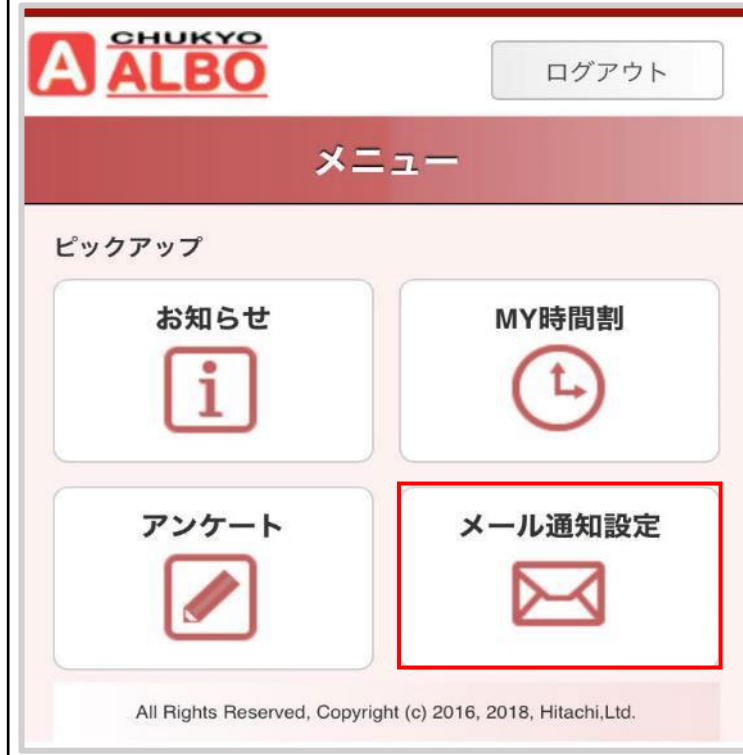 CHUKYO
A ALBO
ログアウト
メニュー
ピックアップ
お知らせ
MY時間割
i
アンケート
メール通知設定
All Rights Reserved, Copyright (c) 2016, 2018, Hitachi,Ltd.